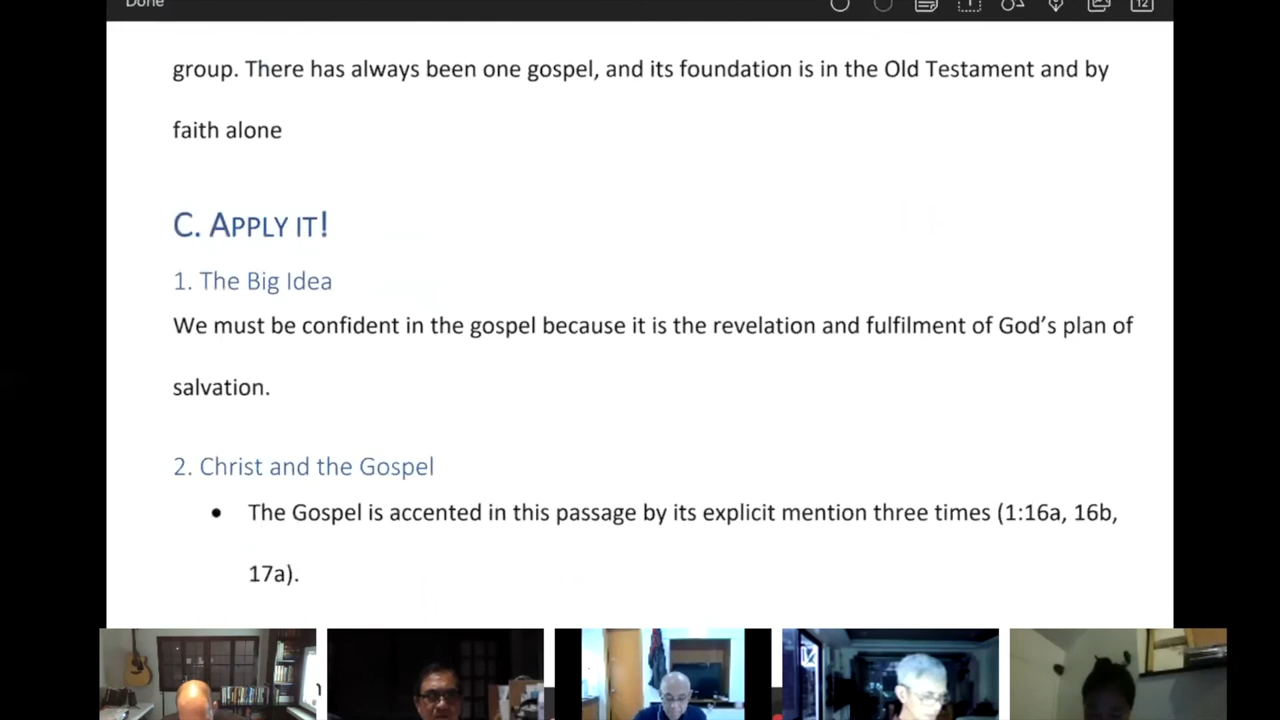 Done
12
group. There has always been one gospel, and its foundation is in the Old Testament and by
faith alone
C. APPLY IT!
1. The Big Idea
We must be confident in the gospel because it is the revelation and fulfilment of God’s plan of
salvation.
2. Christ and the Gospel
• The Gospel is accented in this passage by its explicit mention three times (1:16a, 16b,
17a).